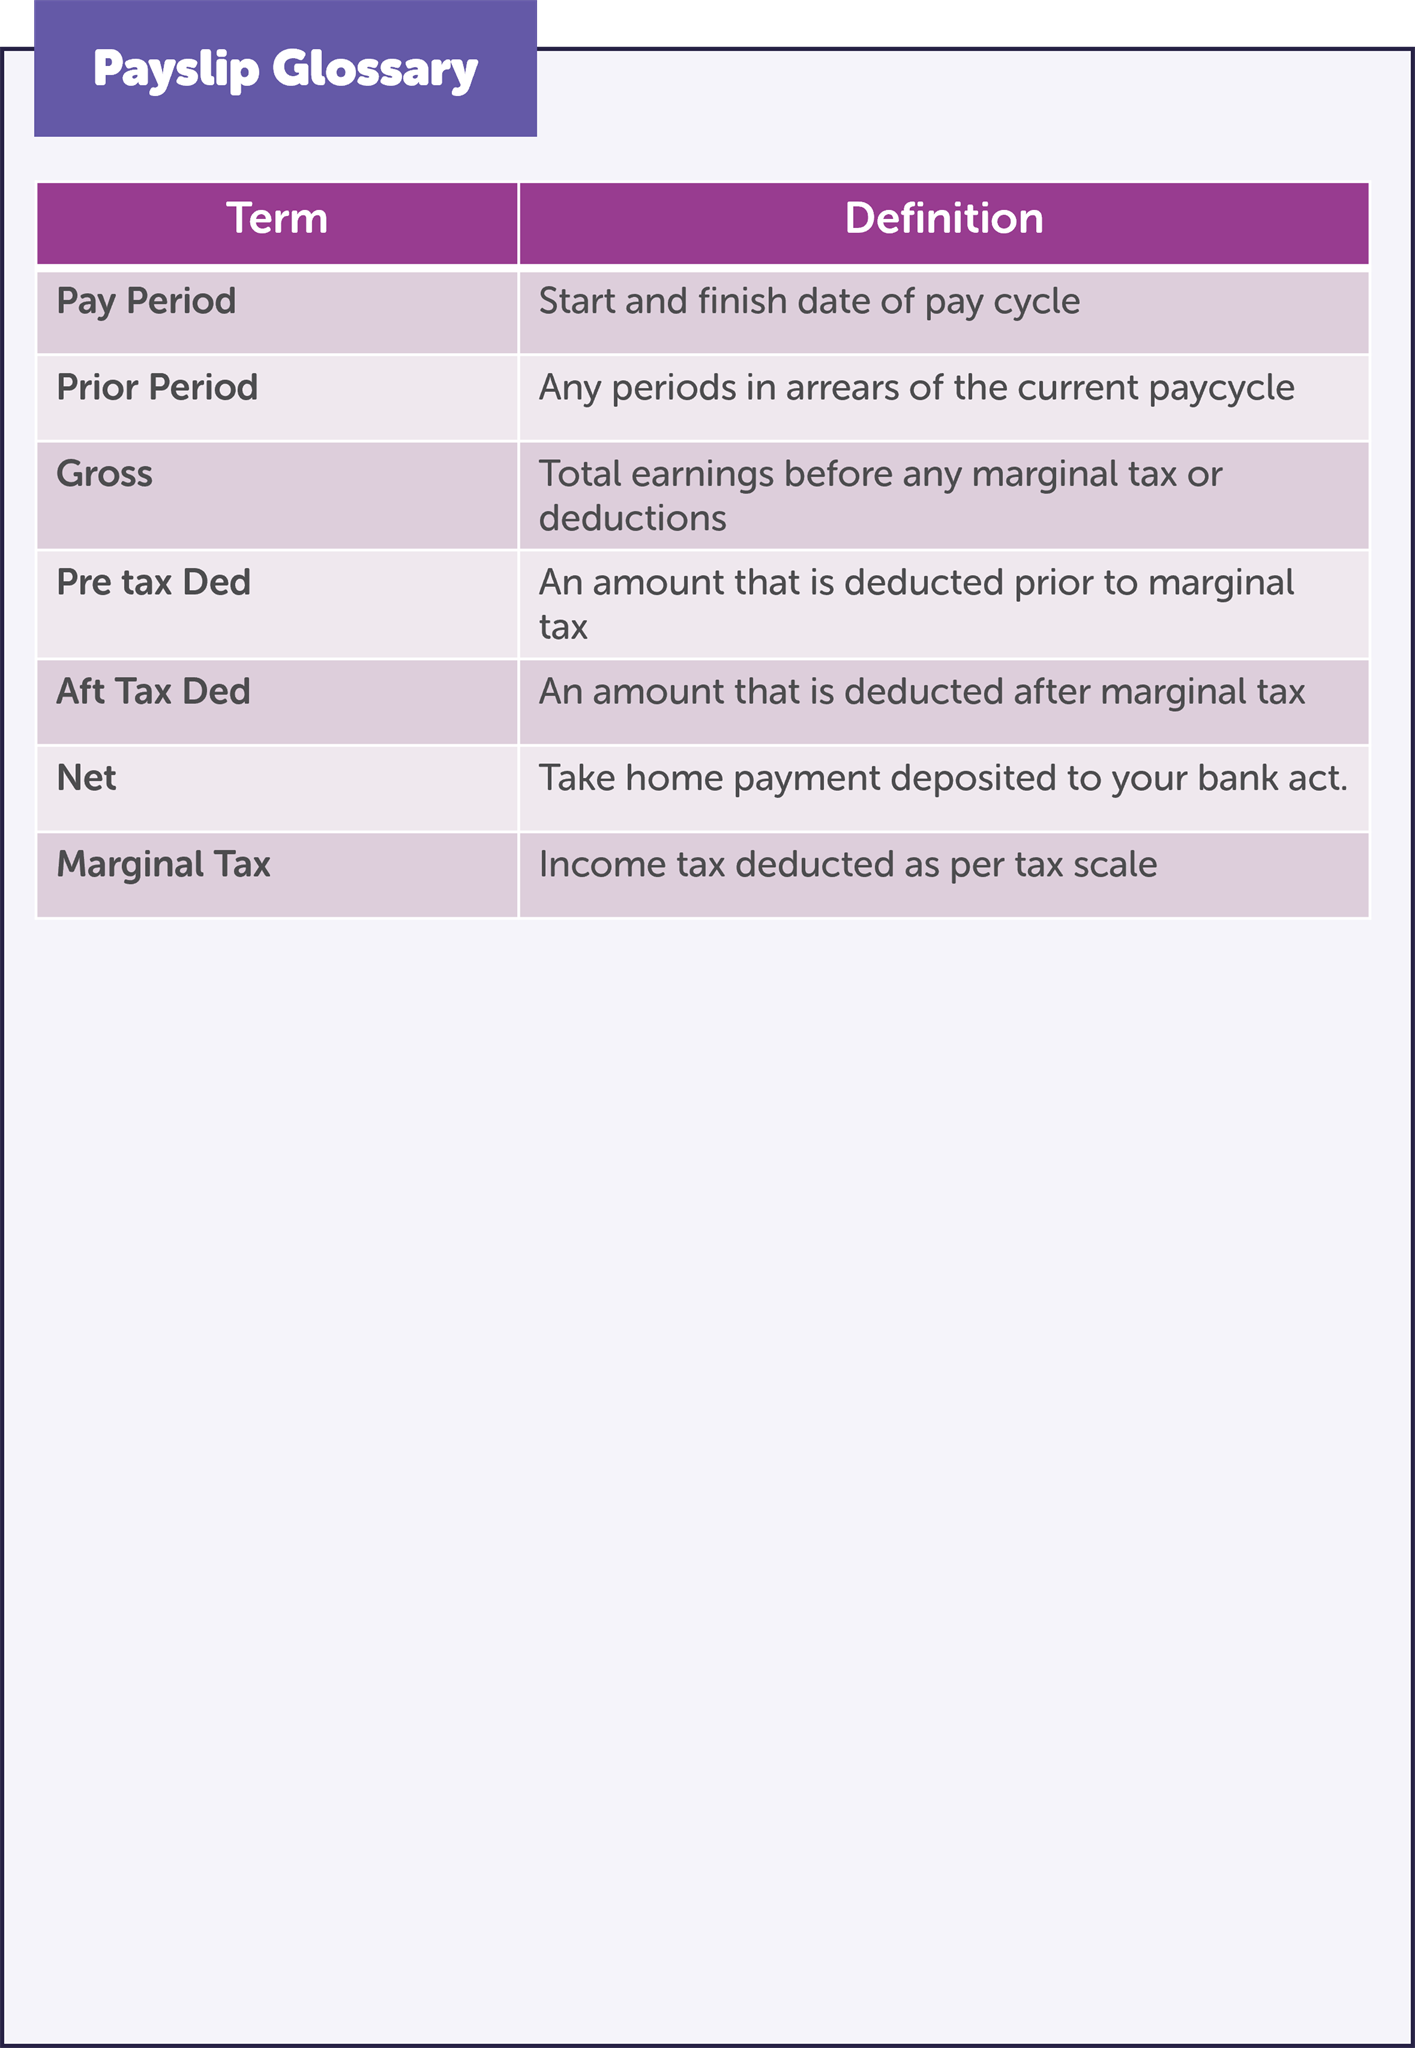 Payslip Glossary
Term Definition
Pay Period Start and finish date of pay cycle
Prior Period Any periods in arrears of the current paycycle
Gross Total earnings before any marginal tax or
deductions
Pre tax Ded An amount that is deducted prior to marginal
tax
Aft Tax Ded An amount that is deducted after marginal tax
Net Take home payment deposited to your bank act.
Marginal Tax Income tax deducted as per tax scale